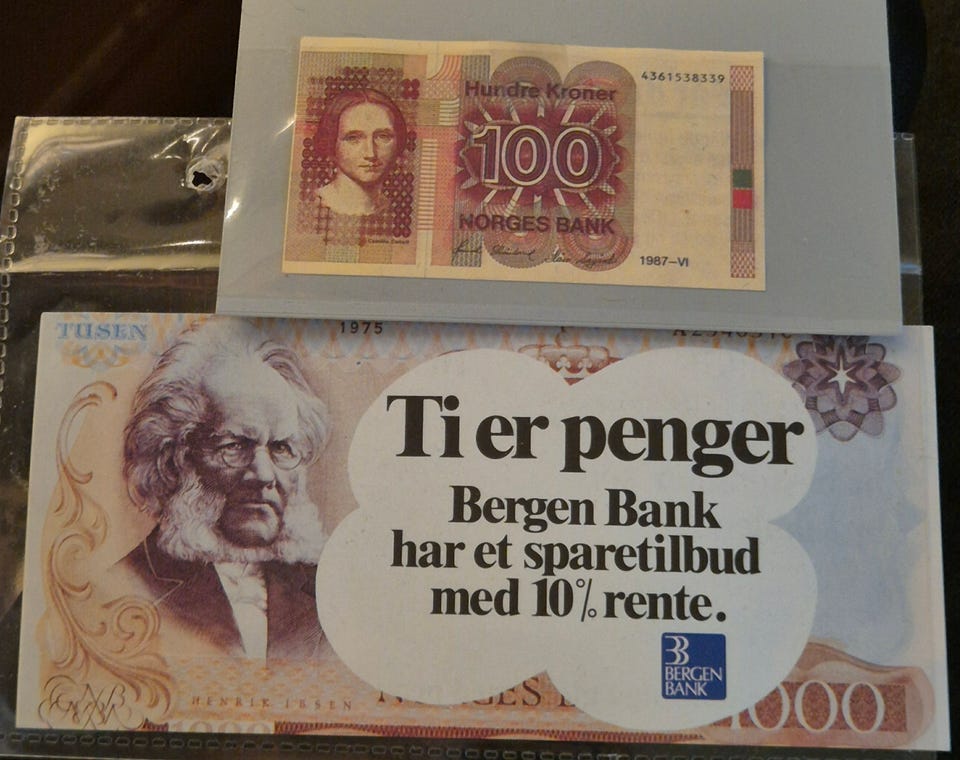 Hundre Kroner
4361538339
100
NORGES BANK
1987-VI
TUSEN
1975
Ti er penger
Bergen Bank
har et sparetilbud
med 10% rente.
BERGEN
BANK
HENRIK IBSEN
1000